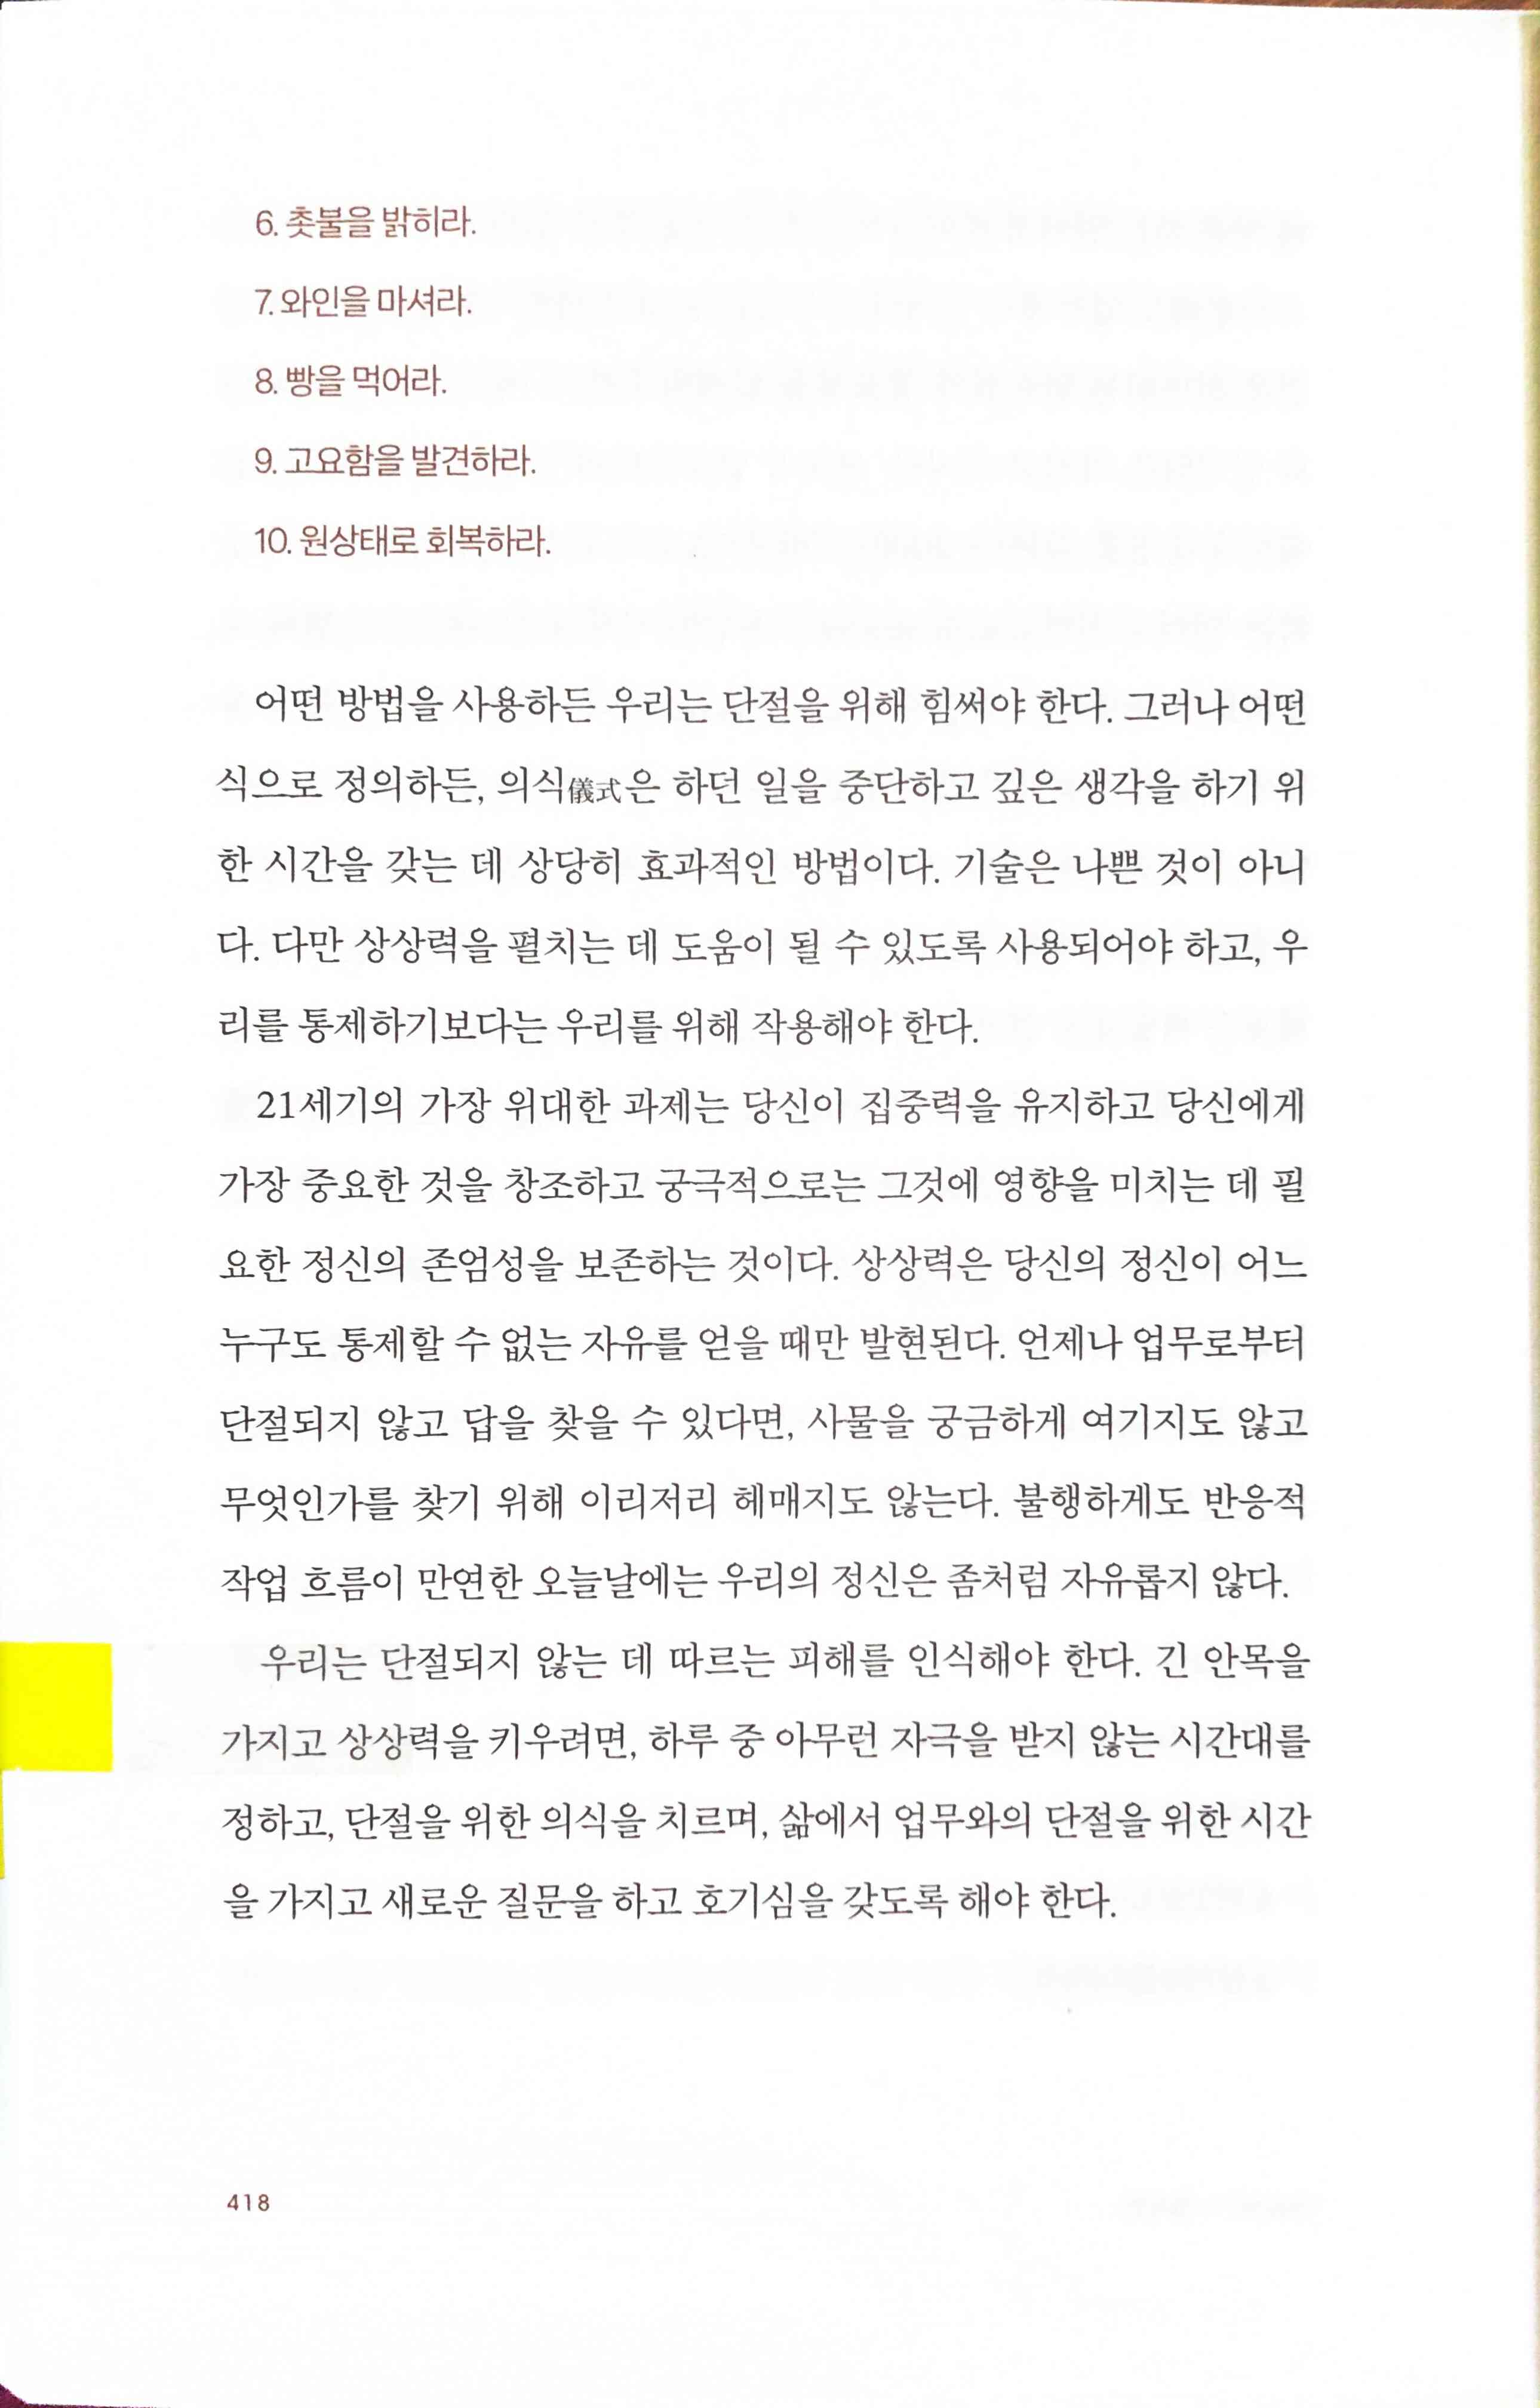 6. 촛불을 밝히라.
7. 와인을 마셔라.
8. 빵을 먹어라.
9. 고요함을 발견하라.
10. 원상태로 회복하라.
어떤 방법을 사용하든 우리는 단절을 위해 힘써야 한다. 그러나 어떤
식으로 정의하든, 의식儀式은 하던 일을 중단하고 깊은 생각을 하기 위
한 시간을 갖는 데 상당히 효과적인 방법이다. 기술은 나쁜 것이 아니
다. 다만 상상력을 펼치는 데 도움이 될 수 있도록 사용되어야 하고, 우
리를 통제하기보다는 우리를 위해 작용해야 한다.
21세기의 가장 위대한 과제는 당신이 집중력을 유지하고 당신에게
가장 중요한 것을 창조하고 궁극적으로는 그것에 영향을 미치는 데 필
요한 정신의 존엄성을 보존하는 것이다. 상상력은 당신의 정신이 어느
누구도 통제할 수 없는 자유를 얻을 때만 발현된다. 언제나 업무로부터
단절되지 않고 답을 찾을 수 있다면, 사물을 궁금하게 여기지도 않고
무엇인가를 찾기 위해 이리저리 헤매지도 않는다. 불행하게도 반응적
작업 흐름이 만연한 오늘날에는 우리의 정신은 좀처럼 자유롭지 않다.
우리는 단절되지 않는 데 따르는 피해를 인식해야 한다. 긴 안목을
가지고 상상력을 키우려면, 하루 중 아무런 자극을 받지 않는 시간대를
정하고, 단절을 위한 의식을 치르며, 삶에서 업무와의 단절을 위한 시간
을 가지고 새로운 질문을 하고 호기심을 갖도록 해야 한다.
418